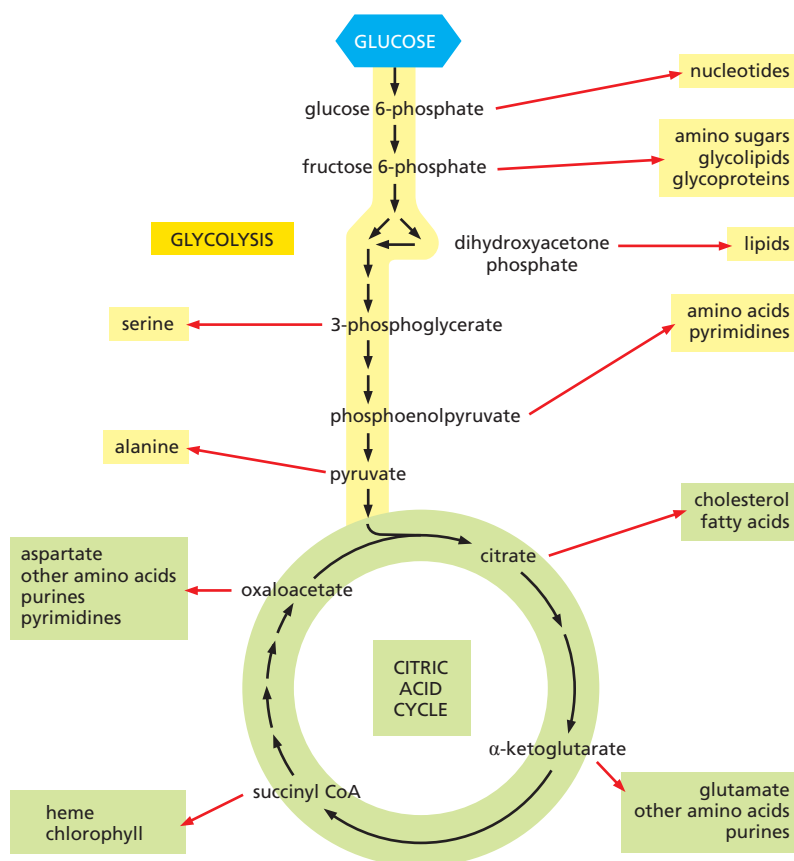 GLUCOSE
nucleotides
glucose 6-phosphate
amino sugars
glycolipids
glycoproteins
fructose 6-phosphate
GLYCOLYSIS
dihydroxyacetone
phosphate
lipids
serine
3-phosphoglycerate
amino acids
pyrimidines
phosphoenolpyruvate
alanine
pyruvate
cholesterol
fatty acids
citrate
aspartate
other amino acids
purines
pyrimidines
oxaloacetate
CITRIC
ACID
CYCLE
α-ketoglutarate
succinyl CoA
glutamate
other amino acids
purines
heme
chlorophyll